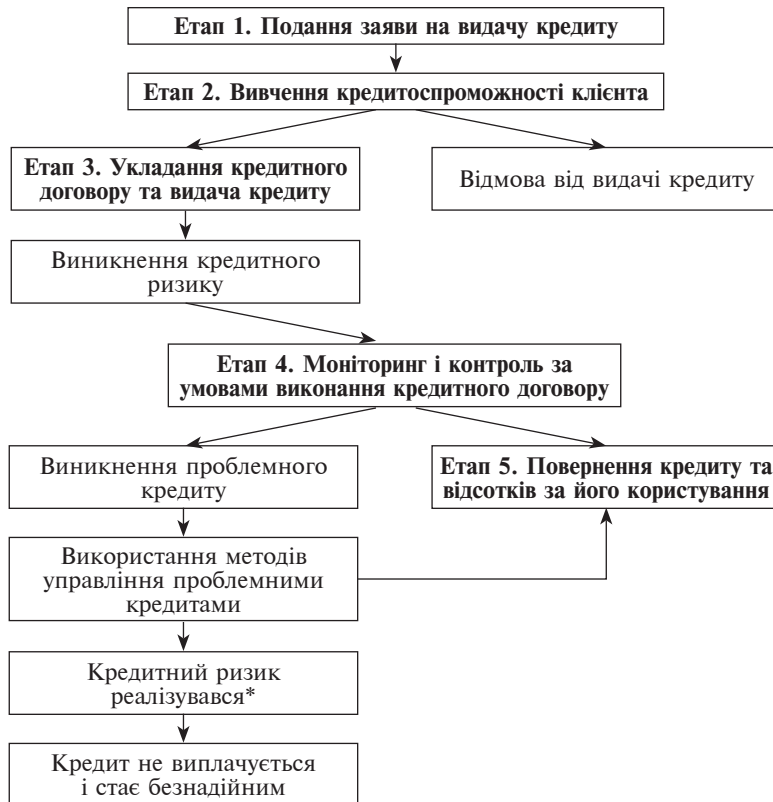 Етап 1. Подання заяви на видачу кредиту
Етап 2. Вивчення кредитоспроможності клієнта
Етап 3. Укладання кредитного
договору та видача кредиту
Відмова від видачі кредиту
Виникнення кредитного
ризику
Етап 4. Моніторинг і контроль за
умовами виконання кредитного договору
Виникнення проблемного
кредиту
Етап 5. Повернення кредиту та
відсотків за його користування
Використання методів
управління проблемними
кредитами
Кредитний ризик
реалізувався*
Кредит не виплачується
і стає безнадійним